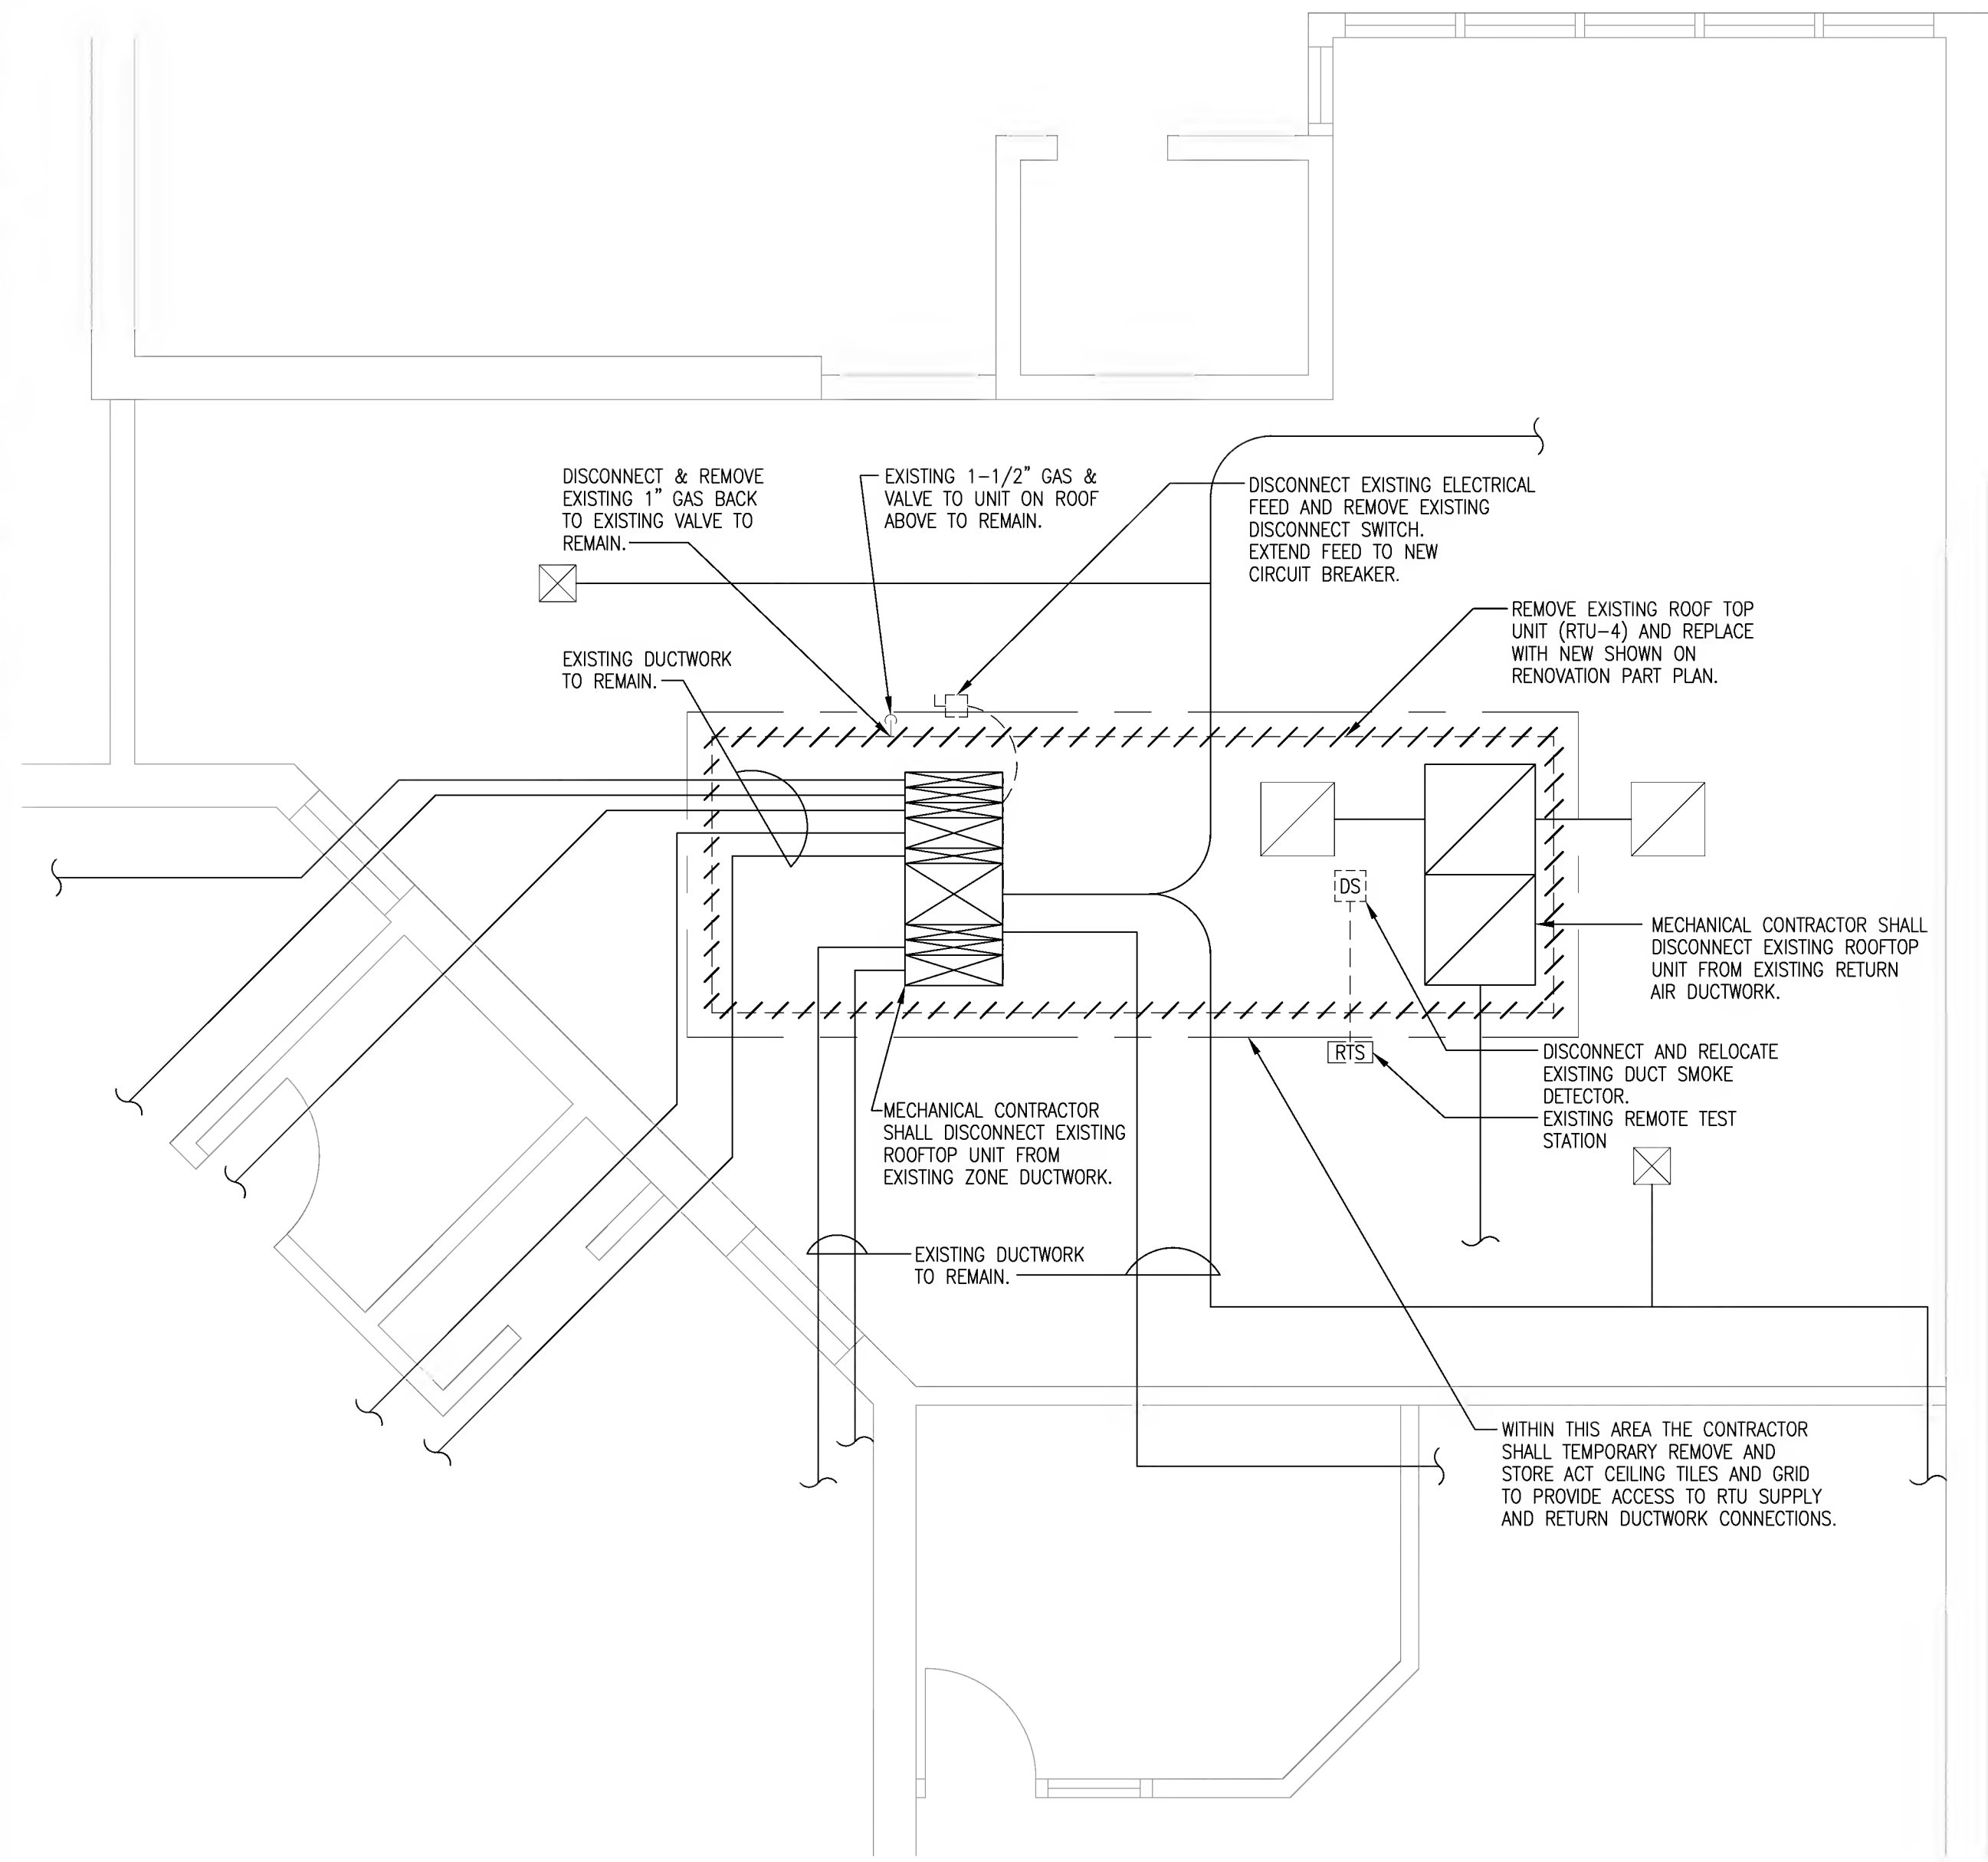 DISCONNECT & REMOVE
EXISTING 1" GAS BACK
TO EXISTING VALVE TO
REMAIN.
EXISTING 1-1/2" GAS &
VALVE TO UNIT ON ROOF
ABOVE TO REMAIN.
DISCONNECT EXISTING ELECTRICAL
FEED AND REMOVE EXISTING
DISCONNECT SWITCH.
EXTEND FEED TO NEW
CIRCUIT BREAKER.
REMOVE EXISTING ROOF TOP
UNIT (RTU-4) AND REPLACE
WITH NEW SHOWN ON
RENOVATION PART PLAN.
EXISTING DUCTWORK
TO REMAIN.
DS
MECHANICAL CONTRACTOR SHALL
DISCONNECT EXISTING ROOFTOP
UNIT FROM EXISTING RETURN
AIR DUCTWORK.
RTS
DISCONNECT AND RELOCATE
EXISTING DUCT SMOKE
DETECTOR.
EXISTING REMOTE TEST
STATION
MECHANICAL CONTRACTOR
SHALL DISCONNECT EXISTING
ROOFTOP UNIT FROM
EXISTING ZONE DUCTWORK.
EXISTING DUCTWORK
TO REMAIN.
WITHIN THIS AREA THE CONTRACTOR
SHALL TEMPORARY REMOVE AND
STORE ACT CEILING TILES AND GRID
TO PROVIDE ACCESS TO RTU SUPPLY
AND RETURN DUCTWORK CONNECTIONS.